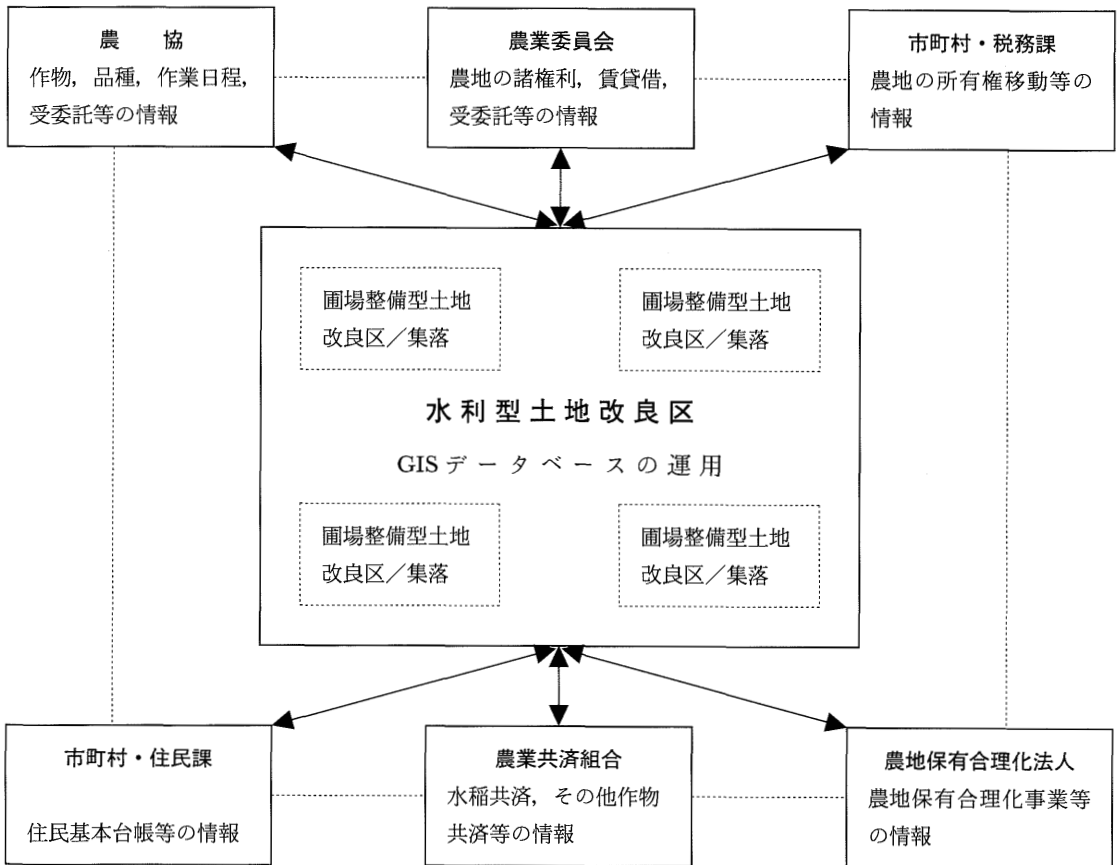 農　　協
作物，品種，作業日程，
受委託等の情報
農業委員会
農地の諸権利，賃貸借，
受委託等の情報
市町村・税務課
農地の所有権移動等の
情報
圃場整備型土地
改良区／集落
圃場整備型土地
改良区／集落
水利型土地改良区
GISデータベースの運用
圃場整備型土地
改良区／集落
圃場整備型土地
改良区／集落
市町村・住民課
住民基本台帳等の情報
農業共済組合
水稲共済，その他作物
共済等の情報
農地保有合理化法人
農地保有合理化事業等
の情報